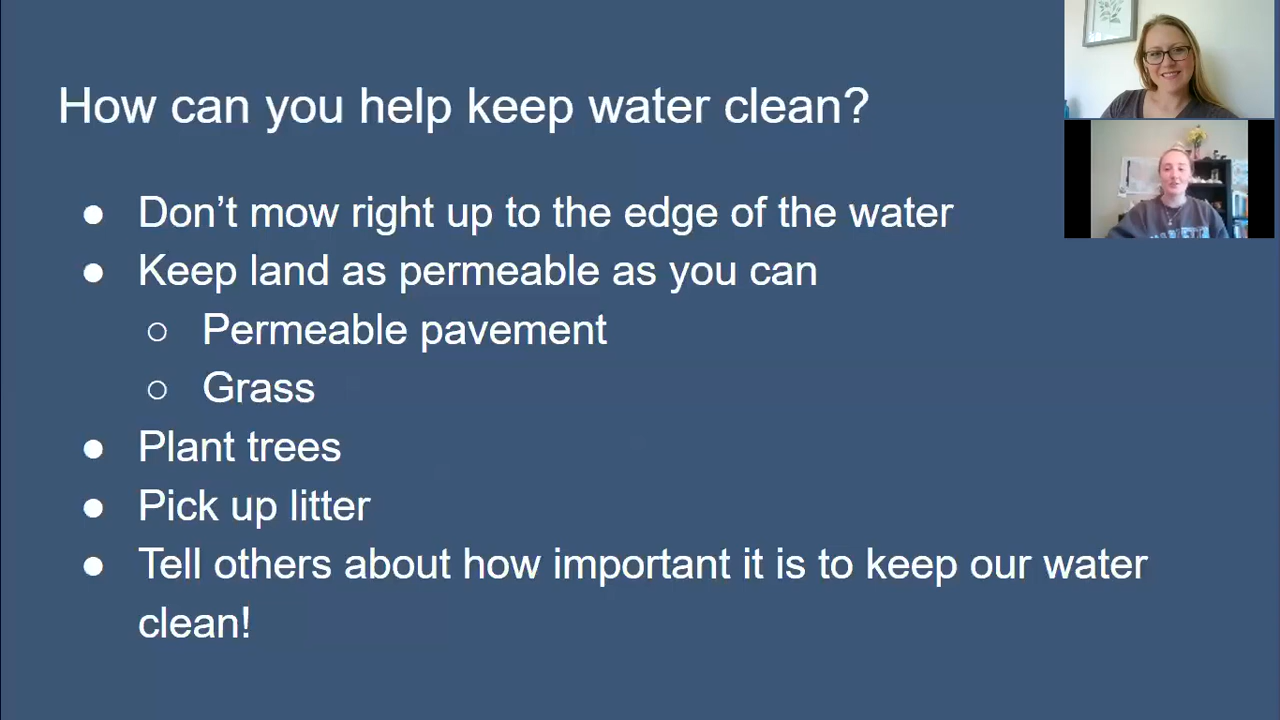 How can you help keep water clean?
● Don’t mow right up to the edge of the water
● Keep land as permeable as you can
○ Permeable pavement
○ Grass
● Plant trees
● Pick up litter
● Tell others about how important it is to keep our water
clean!